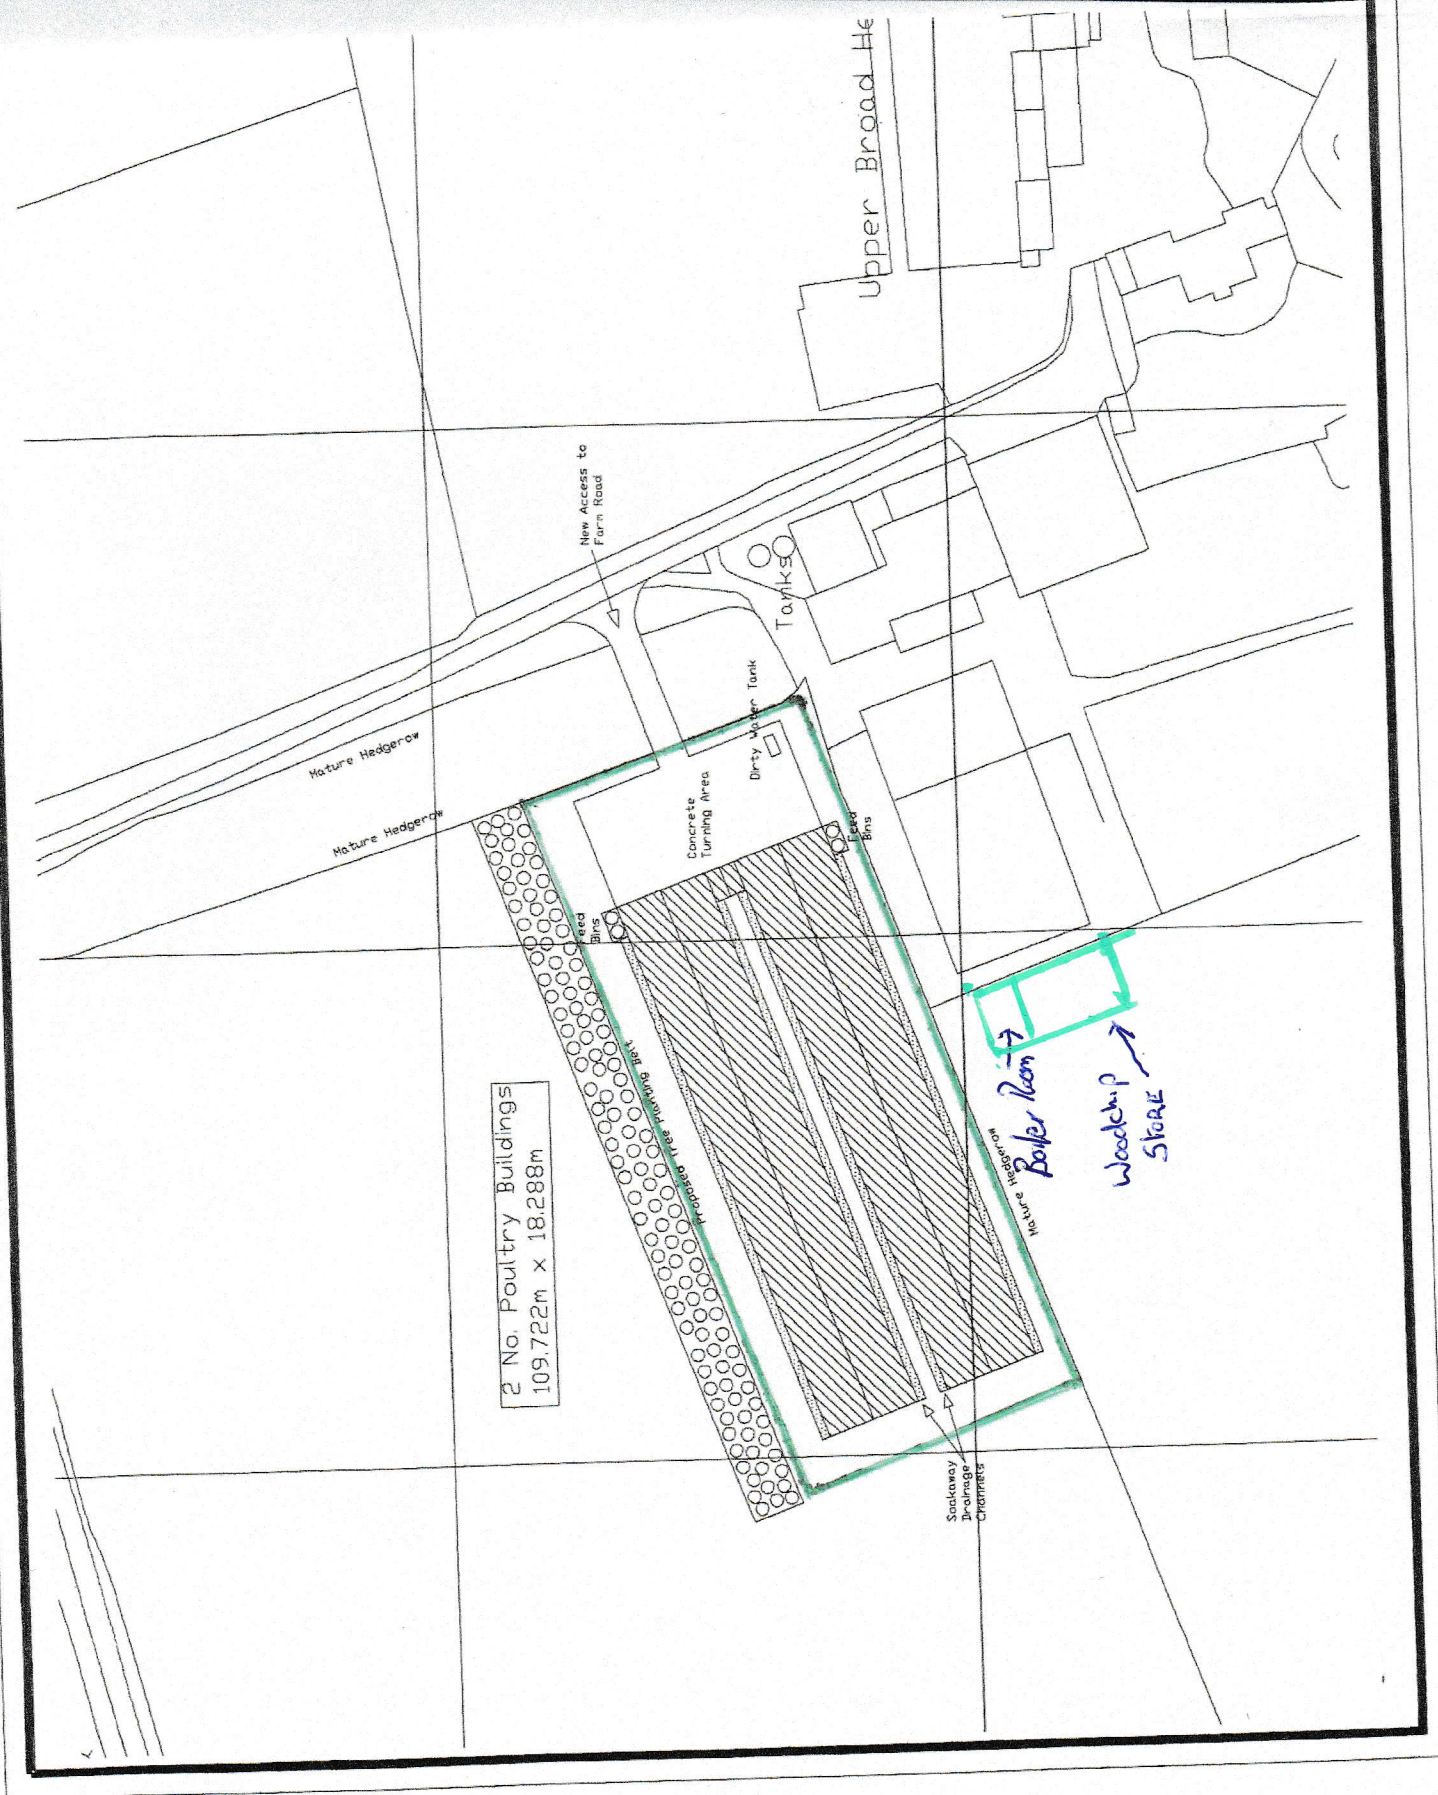 Upper Broad He
New Access to
Farm Road
Tanks
Mature Hedgerow
Mature Hedgerow
Dirty Water Tank
Concrete
Turning Area
Feed
Bins
Feed
Bins
Proposed Tree Planting Belt
2 No. Poultry Buildings
109.722m x 18.288m
Mature Hedgerow
Boiler Room
Woodchip
STORE
Soakaway
Drainage
Channels